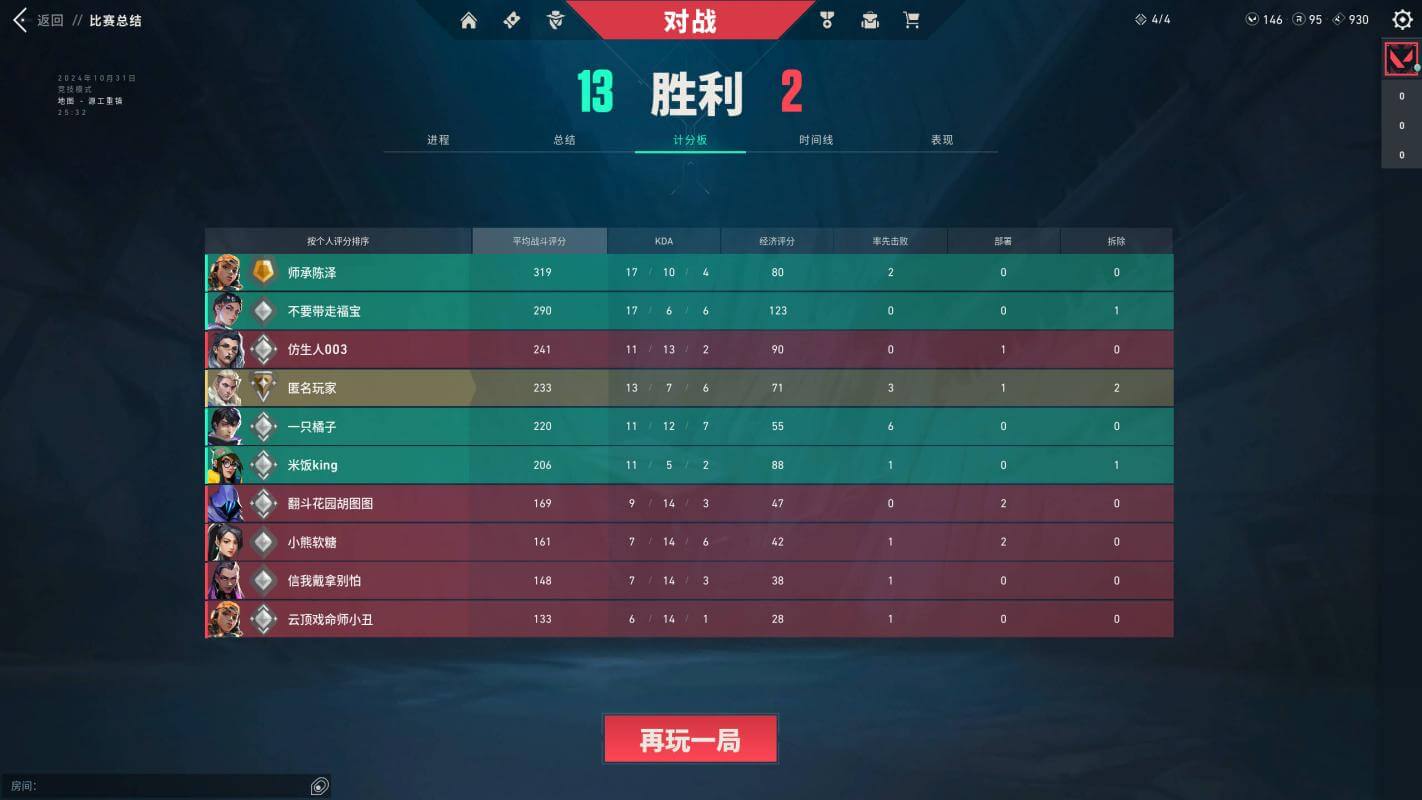 返回 // 比赛总结
对战
4/4
146 95 930
2024年10月31日
竞技模式
地图 - 源工重镇
25:32
13 胜利 2
0
0
0
进程 总结 计分板 时间线 表现
按个人评分排序 平均战斗评分 KDA 经济评分 率先击败 部署 拆除
师承陈泽 319 17 / 10 / 4 80 2 0 0
不要带走福宝 290 17 / 6 / 6 123 0 0 1
仿生人003 241 11 / 13 / 2 90 0 1 0
匿名玩家 233 13 / 7 / 6 71 3 1 2
一只橘子 220 11 / 12 / 7 55 6 0 0
米饭king 206 11 / 5 / 2 88 1 0 1
翻斗花园胡图图 169 9 / 14 / 3 47 0 2 0
小熊软糖 161 7 / 14 / 6 42 1 2 0
信我戴拿别怕 148 7 / 14 / 3 38 1 0 0
云顶戏命师小丑 133 6 / 14 / 1 28 1 0 0
再玩一局
房间: